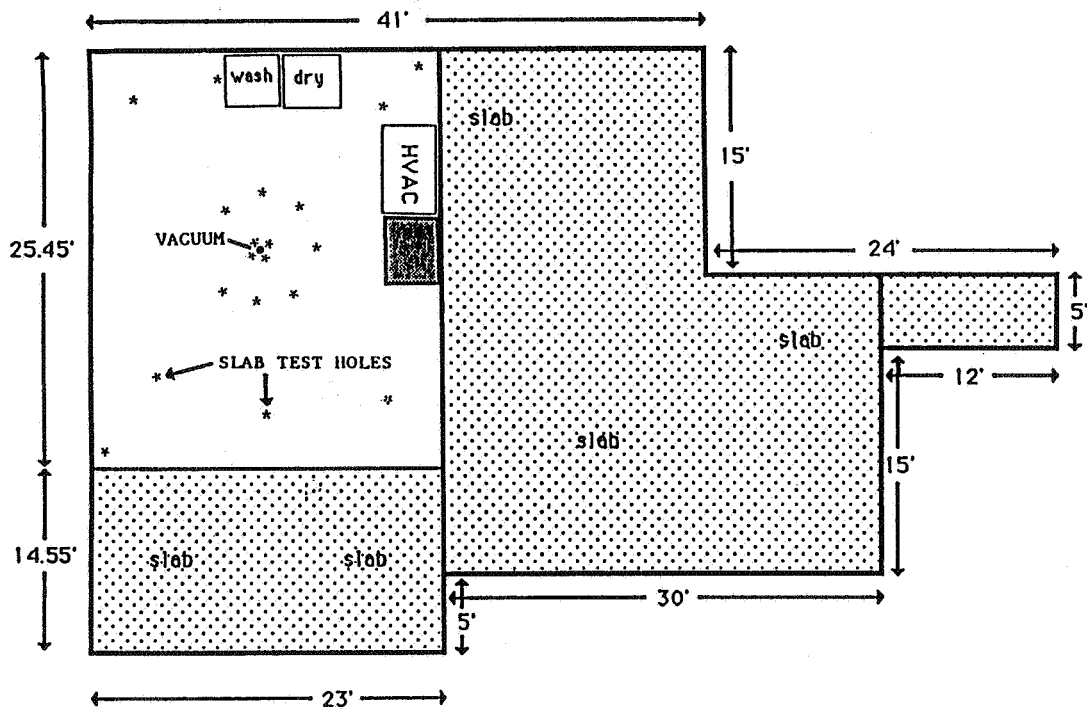 41'
wash dry
slab
HVAC
15'
VACUUM
25.45'
24'
5'
slab
SLAB TEST HOLES
12'
slab
15'
14.55'
slab slab
30'
5'
23'